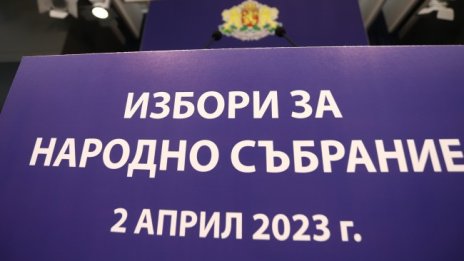 ИЗБОРИ ЗА
НАРОДНО СЪБРАНИЕ
2 АПРИЛ 2023 г.